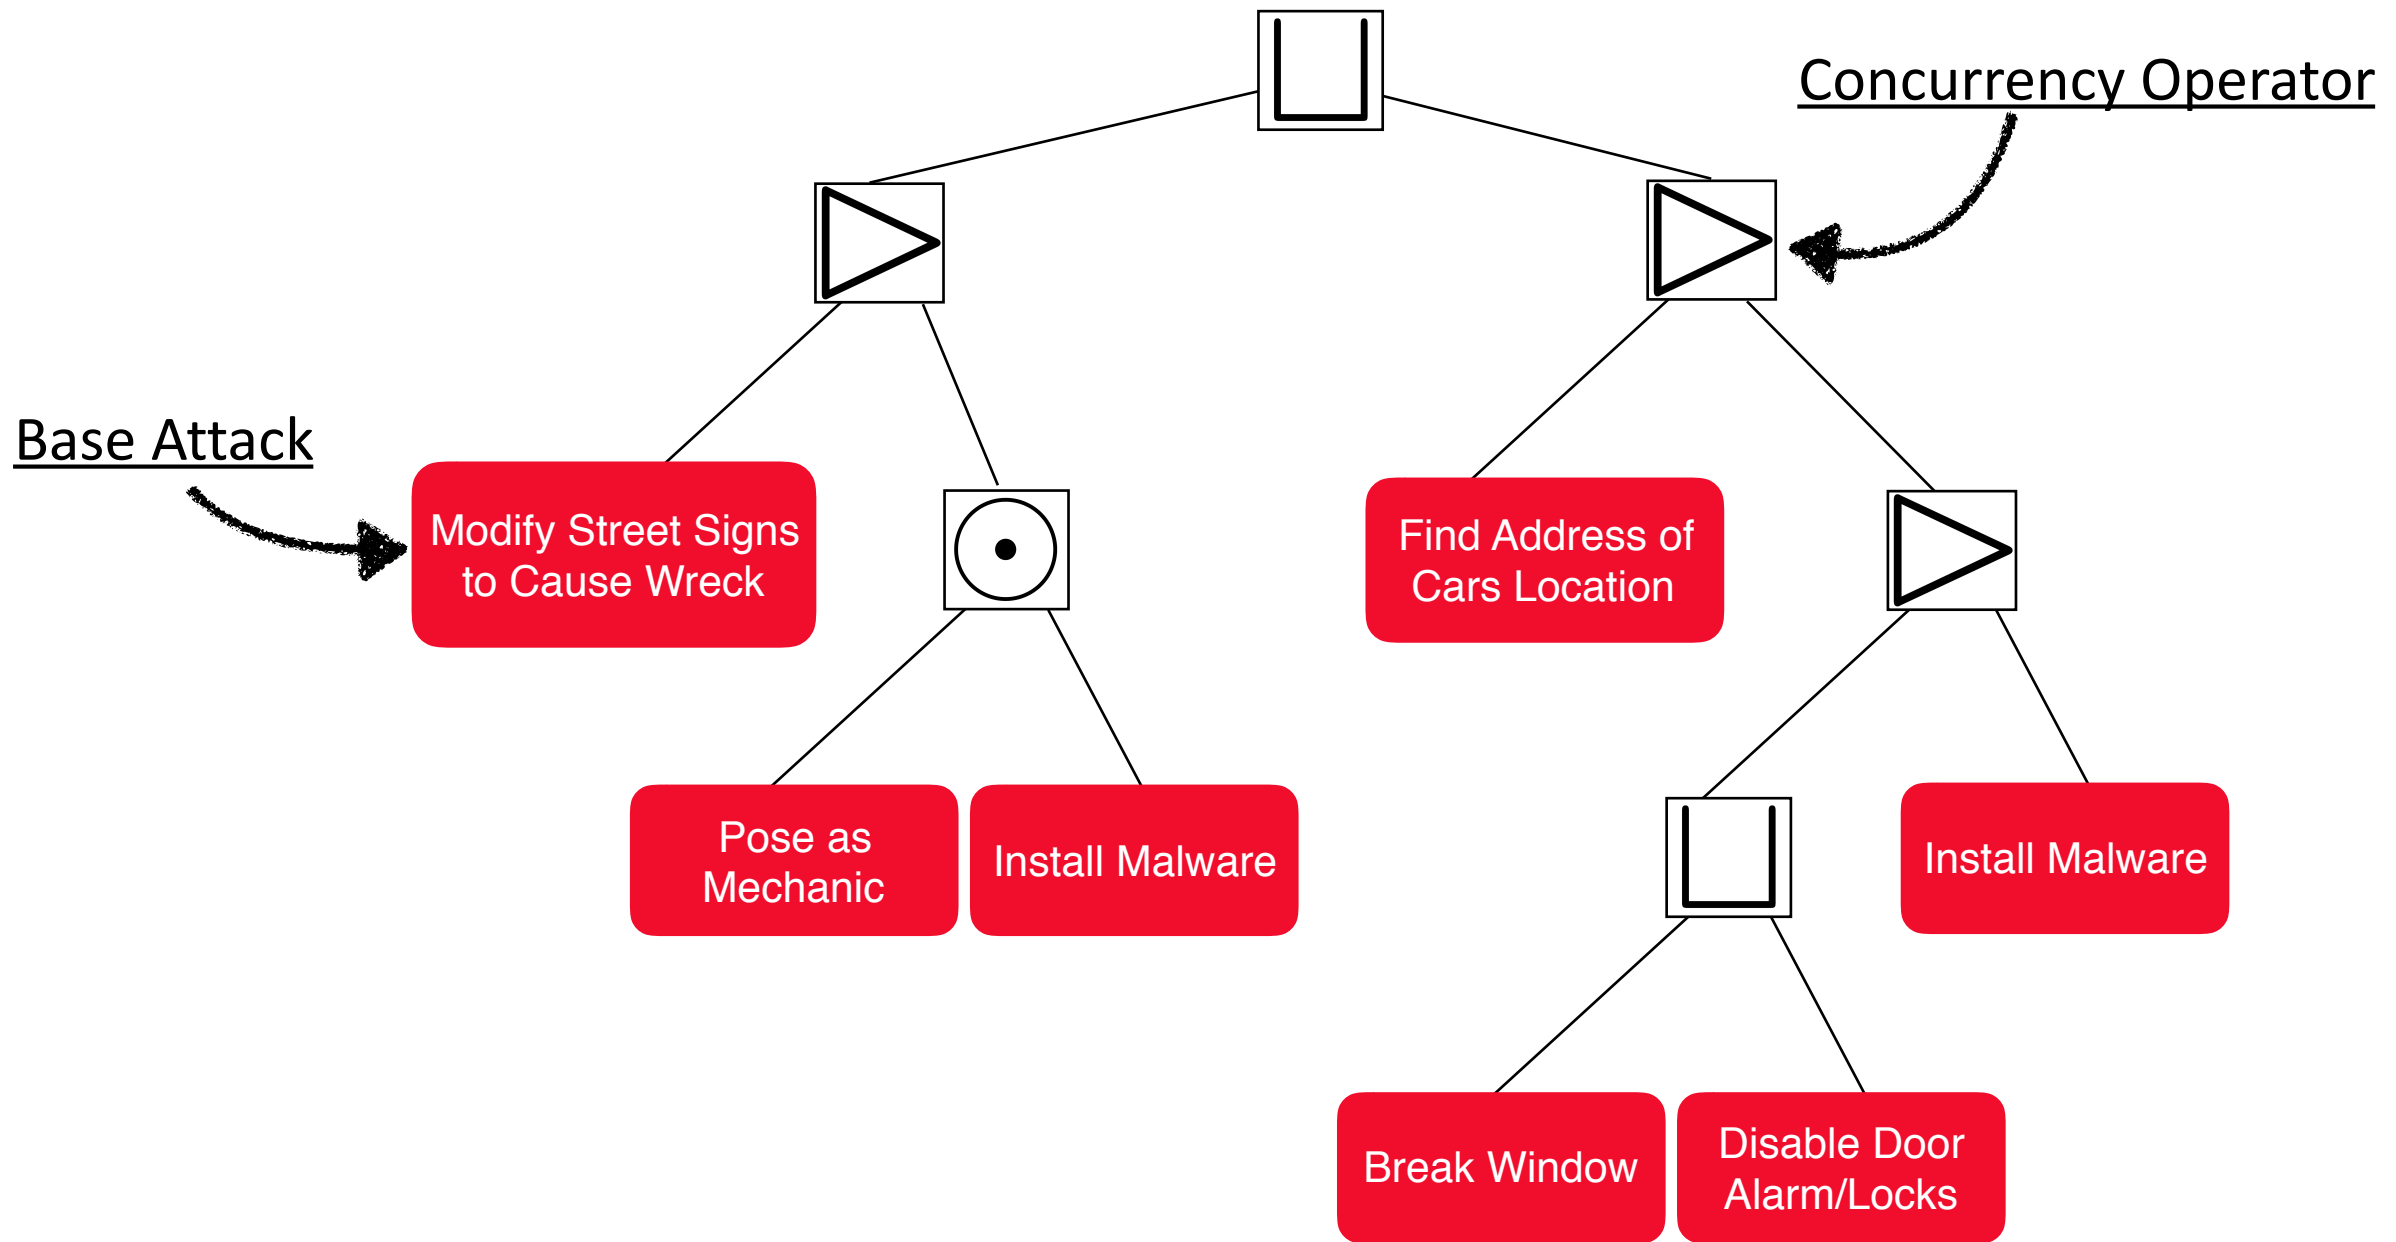 Concurrency Operator
Base Attack
Modify Street Signs
to Cause Wreck
Find Address of
Cars Location
Pose as
Mechanic
Install Malware
Install Malware
Break Window
Disable Door
Alarm/Locks